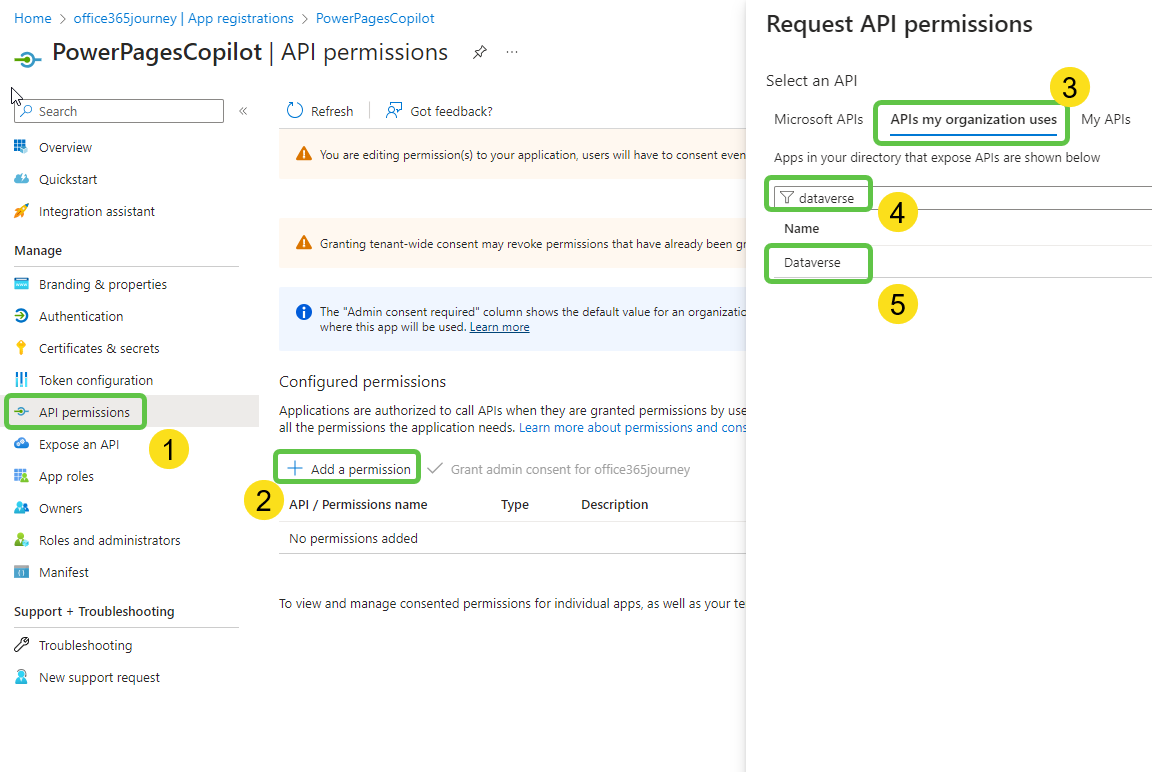 Home > office365journey | App registrations > PowerPagesCopilot
PowerPagesCopilot | API permissions
Search
Overview
Quickstart
Integration assistant
Manage
Branding & properties
Authentication
Certificates & secrets
Token configuration
API permissions
1
Expose an API
App roles
Owners
Roles and administrators
Manifest
Support + Troubleshooting
Troubleshooting
New support request
Refresh
Got feedback?
You are editing permission(s) to your application, users will have to consent even
Granting tenant-wide consent may revoke permissions that have already been gr
The "Admin consent required" column shows the default value for an organizatio
where this app will be used. Learn more
Configured permissions
Applications are authorized to call APIs when they are granted permissions by use
all the permissions the application needs. Learn more about permissions and cons
Add a permission
Grant admin consent for office365journey
2
API / Permissions name Type Description
No permissions added
To view and manage consented permissions for individual apps, as well as your te
Request API permissions
Select an API
3
Microsoft APIs APIs my organization uses My APIs
Apps in your directory that expose APIs are shown below
dataverse
4
Name
Dataverse
5